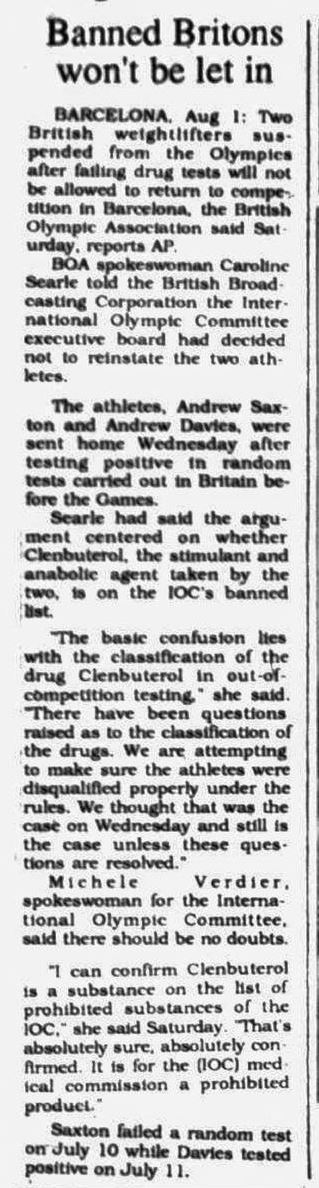 Banned Britons
won't be let in
BARCELONA, Aug 1: Two
British weightlifters sus-
pended from the Olympics
after failing drug tests will not
be allowed to return to compe-
tition in Barcelona, the British
Olympic Association said Sat-
urday, reports AP.
BOA spokeswoman Caroline
Searle told the British Broad-
casting Corporation the Inter-
national Olympic Committee
executive board had decided
not to reinstate the two ath-
letes.
The athletes, Andrew Sax-
ton and Andrew Davies, were
sent home Wednesday after
testing positive in random
tests carried out in Britain be-
fore the Games.
Searle had said the argu-
ment centered on whether
Clenbuterol, the stimulant and
anabolic agent taken by the
two, is on the IOC's banned
list.
"The basic confusion lies
with the classification of the
drug Clenbuterol in out-of-
competition testing," she said.
"There have been questions
raised as to the classification of
the drugs. We are attempting
to make sure the athletes were
disqualified properly under the
rules. We thought that was the
case on Wednesday and still is
the case unless these ques-
tions are resolved."
Michele Verdier,
spokeswoman for the Interna-
tional Olympic Committee,
said there should be no doubts.
"I can confirm Clenbuterol
is a substance on the list of
prohibited substances of the
IOC," she said Saturday. "That's
absolutely sure, absolutely con-
firmed. It is for the (IOC) med-
ical commission a prohibited
product."
Saxton failed a random test
on July 10 while Davies tested
positive on July 11.